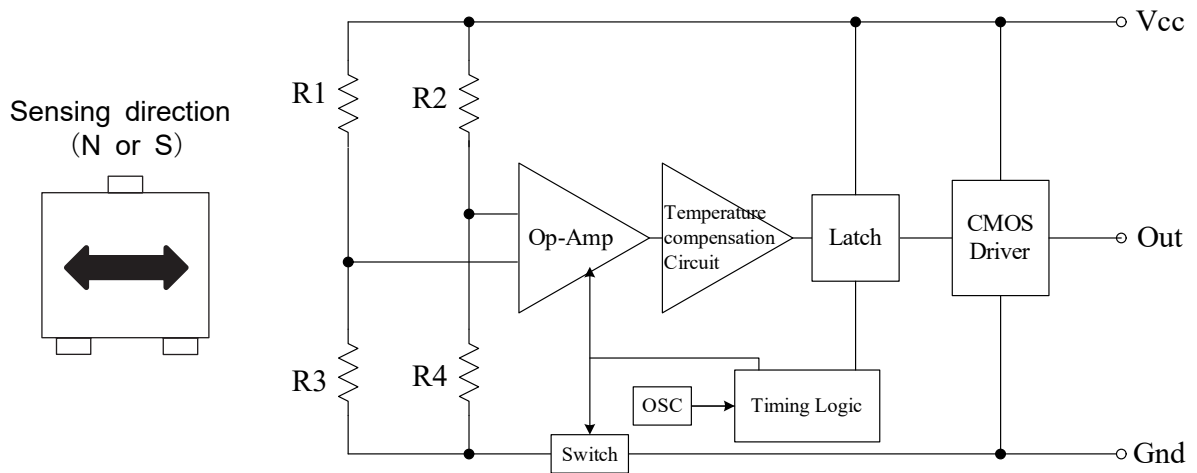 Sensing direction
（N or S）
R1
R2
R3
R4
Op-Amp
Temperature
compensation
Circuit
Latch
CMOS
Driver
OSC
Timing Logic
Switch
Vcc
Out
Gnd